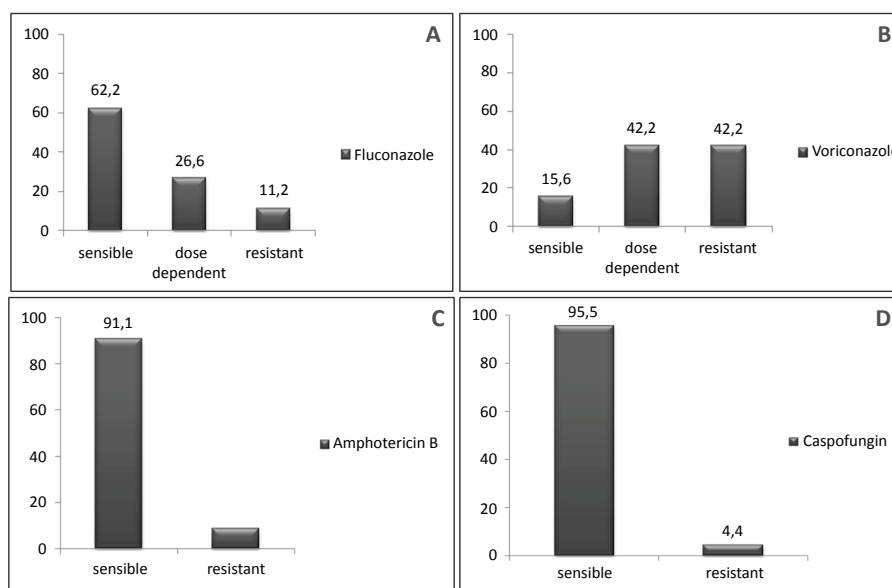 A
100
80
60
40
20
0
62,2
26,6
11,2
sensible
dose
dependent
resistant
Fluconazole
B
100
80
60
40
20
0
15,6
42,2
42,2
sensible
dose
dependent
resistant
Voriconazole
C
100
80
60
40
20
0
91,1
sensible
resistant
Amphotericin B
D
100
80
60
40
20
0
95,5
4,4
sensible
resistant
Caspofungin